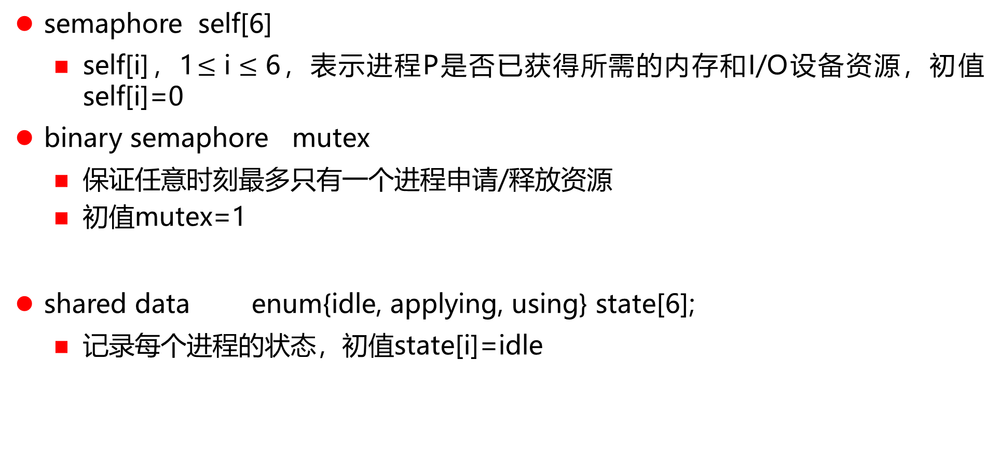 semaphore self[6]
self[i]，1≤ i ≤ 6，表示进程P是否已获得所需的内存和I/O设备资源，初值
self[i]=0
binary semaphore mutex
保证任意时刻最多只有一个进程申请/释放资源
初值mutex=1
shared data enum{idle, applying, using} state[6];
记录每个进程的状态，初值state[i]=idle